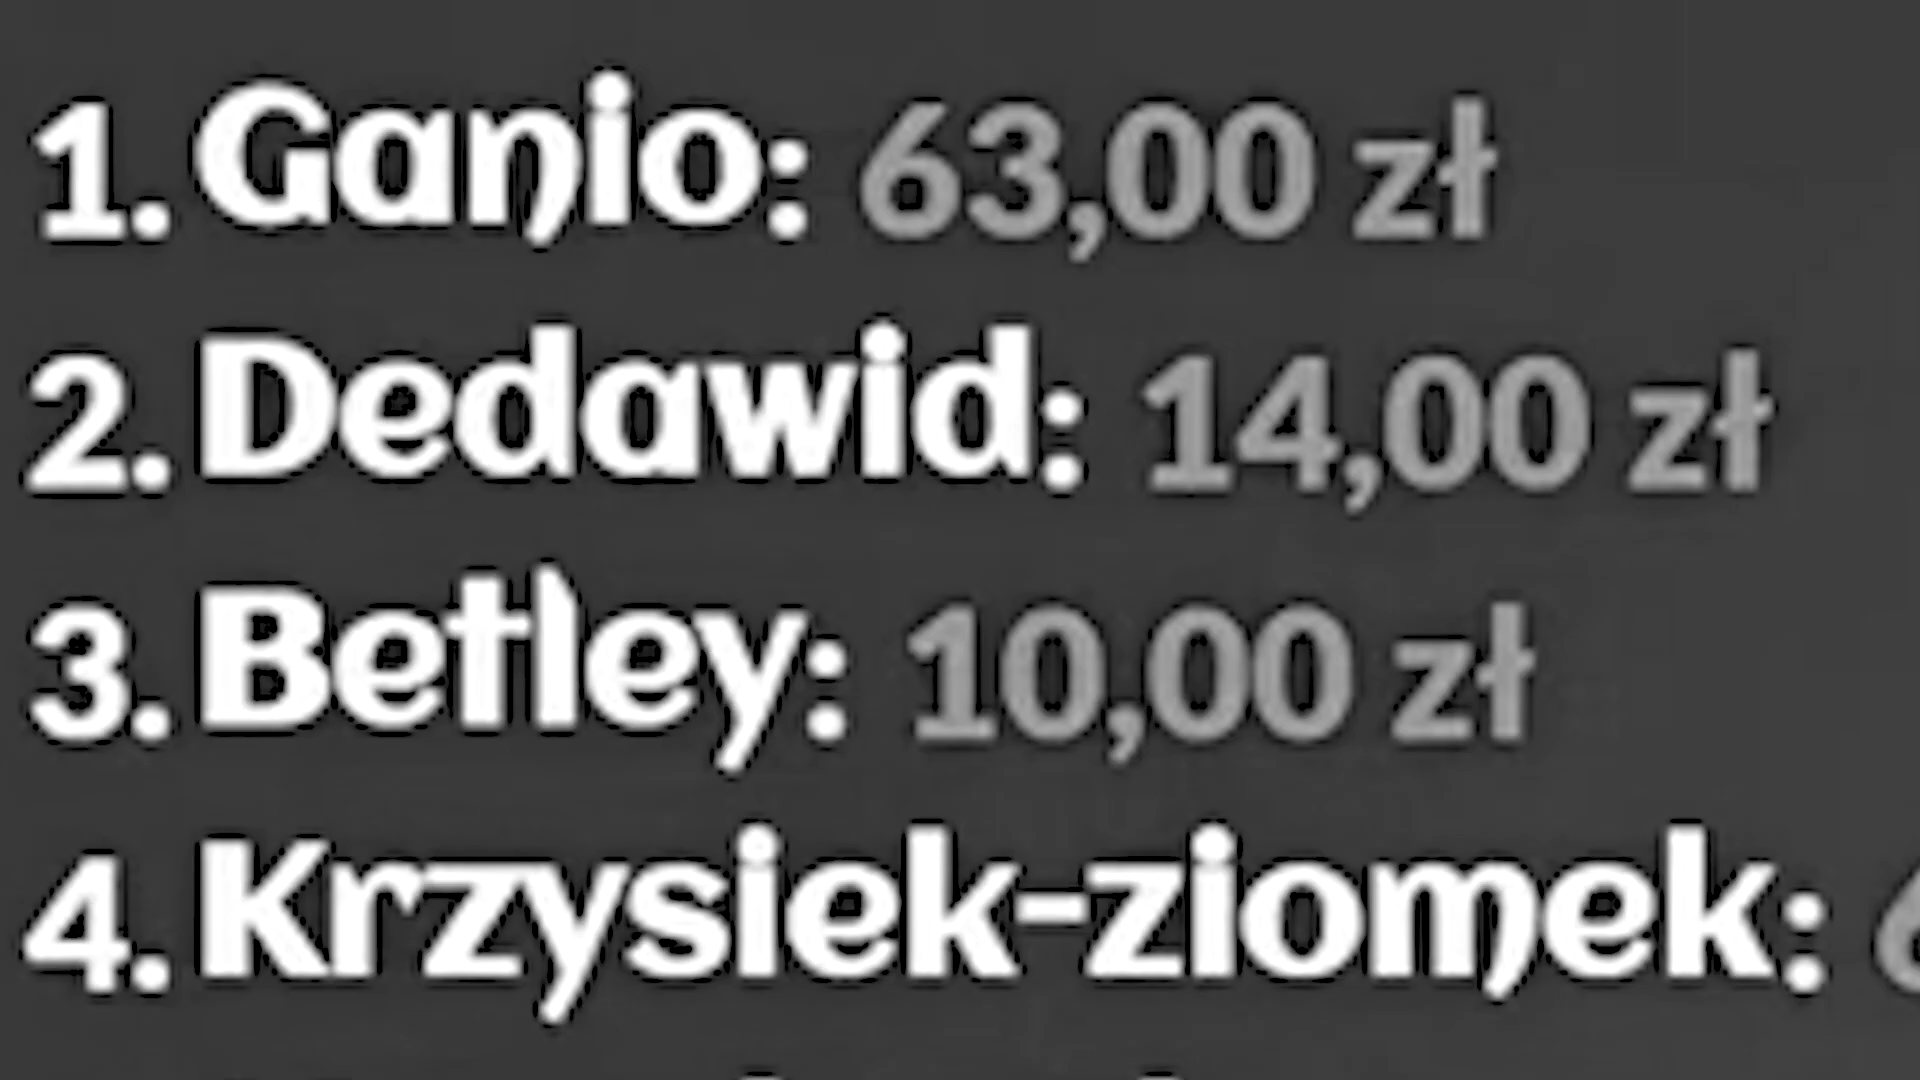 1. Ganio: 63,00 zł
2. Dedawid: 14,00 zł
3. Betley: 10,00 zł
4. Krzysiek-ziomek: